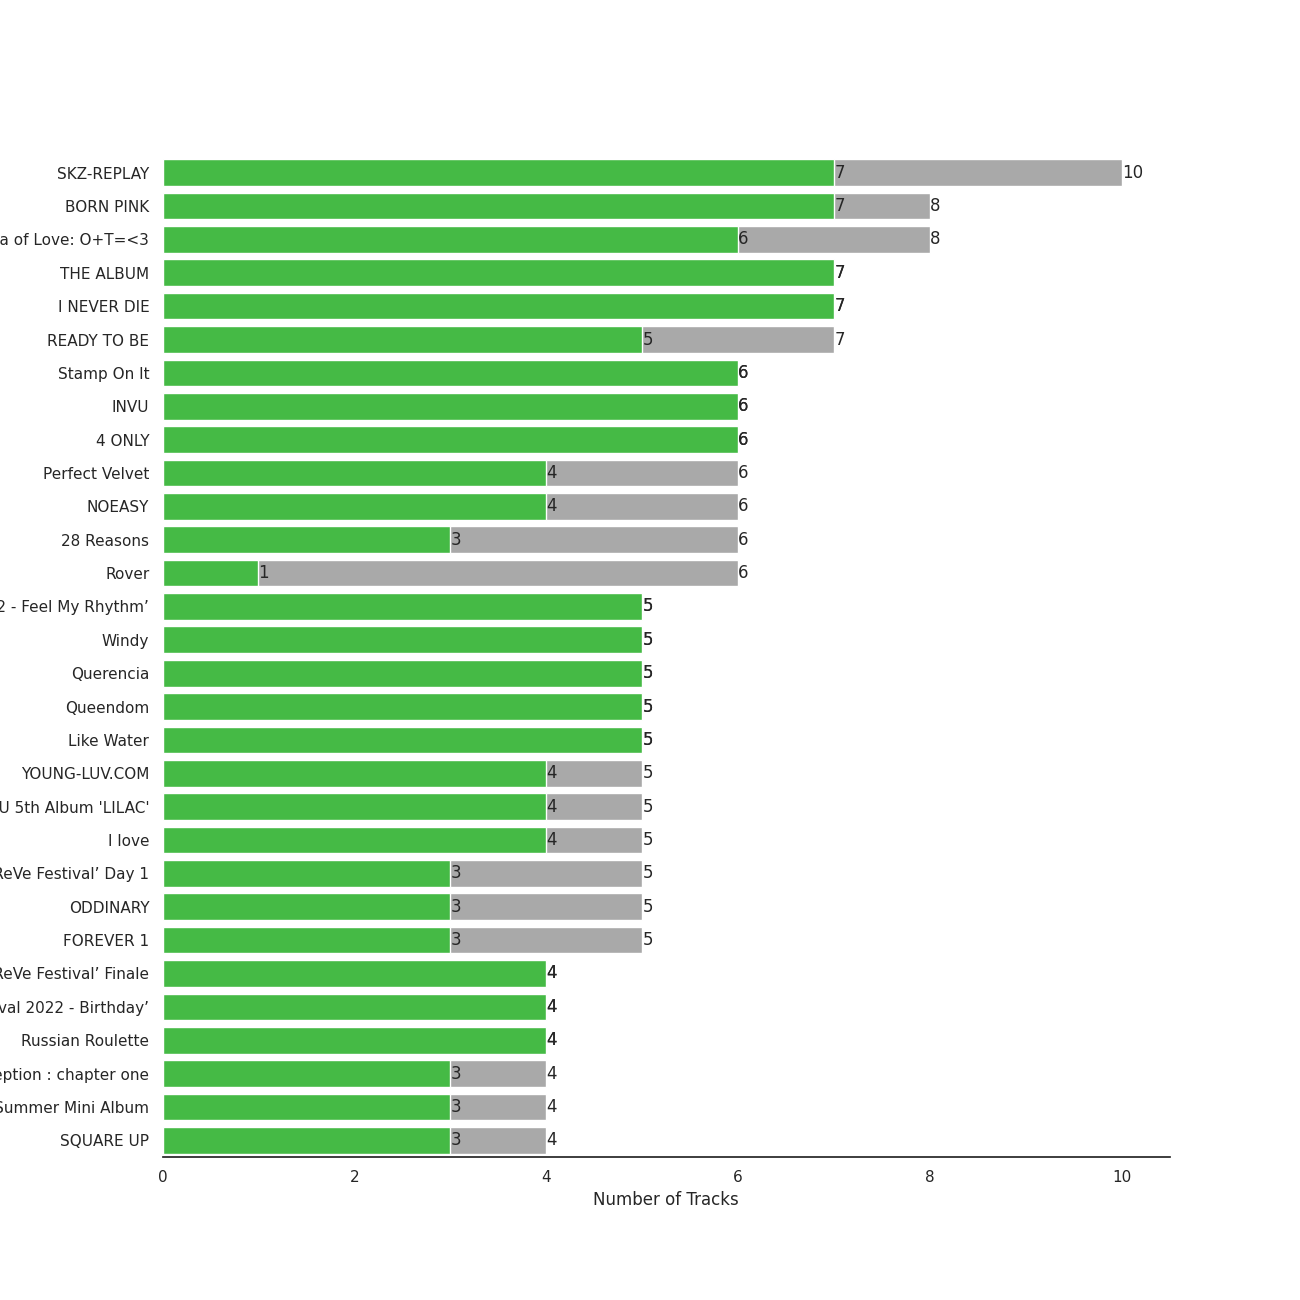 SKZ-REPLAY 7 10
BORN PINK 7 8
a of Love: O+T=<3 6 8
THE ALBUM 7
I NEVER DIE 7
READY TO BE 5 7
Stamp On It 6
INVU 6
4 ONLY 6
Perfect Velvet 4 6
NOEASY 4 6
28 Reasons 3 6
Rover 1 6
2 - Feel My Rhythm’ 5
Windy 5
Querencia 5
Queendom 5
Like Water 5
YOUNG-LUV.COM 4 5
U 5th Album 'LILAC' 4 5
I love 4 5
ReVe Festival’ Day 1 3 5
ODDINARY 3 5
FOREVER 1 3 5
ReVe Festival’ Finale 4
val 2022 - Birthday’ 4
Russian Roulette 4
eption : chapter one 3 4
Summer Mini Album 3 4
SQUARE UP 3 4
0 2 4 6 8 10
Number of Tracks